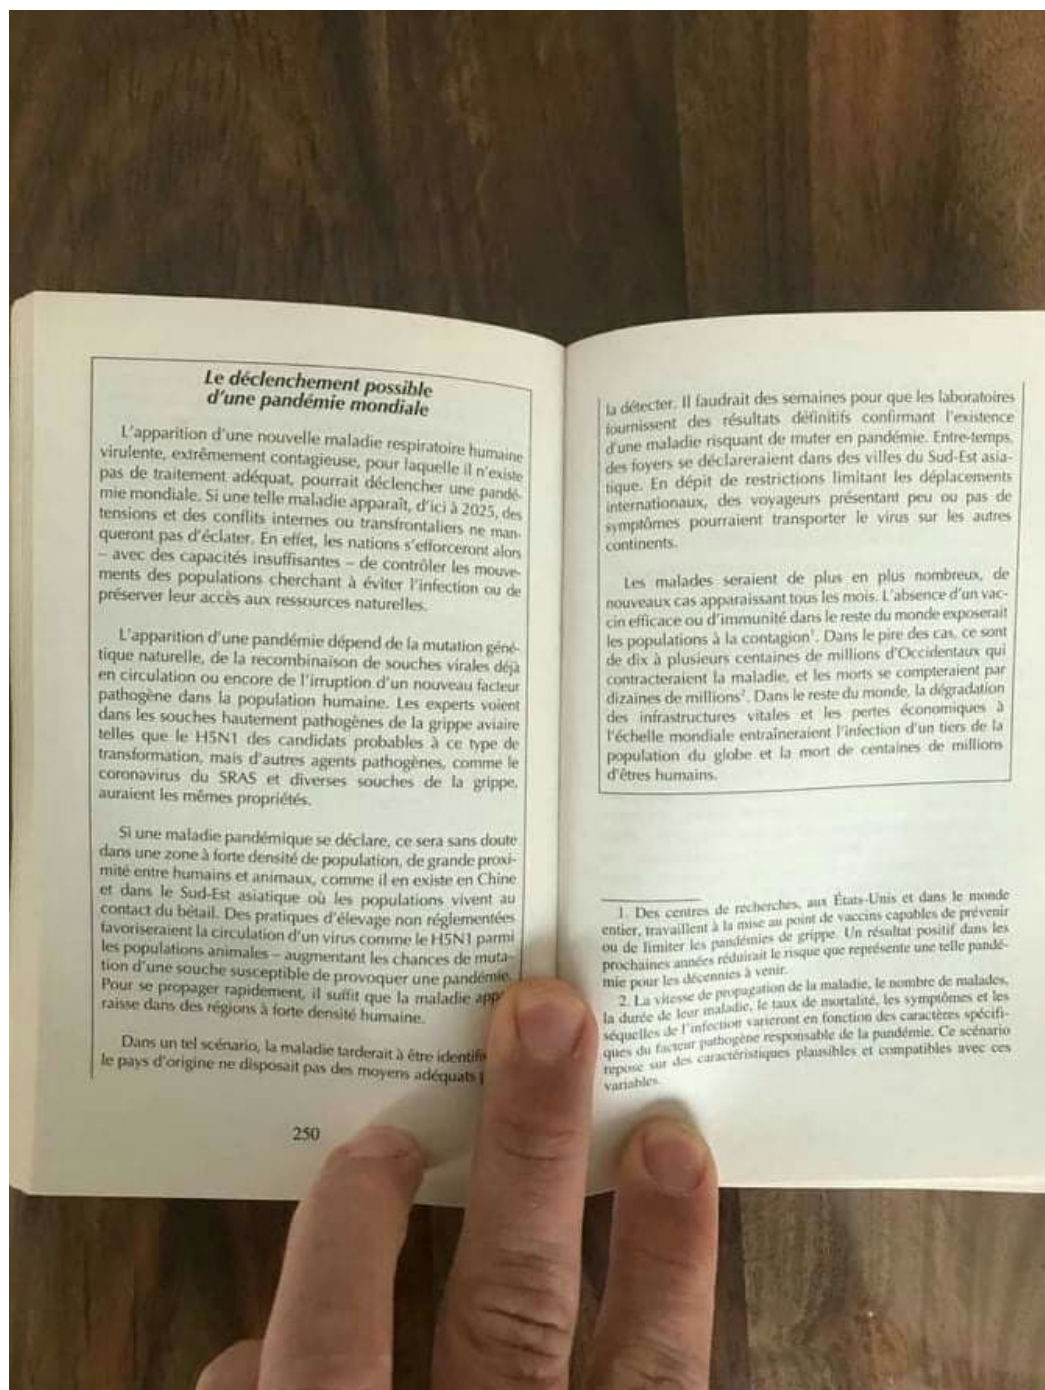 Le déclenchement possible
d'une pandémie mondiale
L'apparition d'une nouvelle maladie respiratoire humaine
virulente, extrêmement contagieuse, pour laquelle il n'existe
pas de traitement adéquat, pourrait déclencher une pandé-
mie mondiale. Si une telle maladie apparaît, d'ici à 2025, des
tensions et des conflits internes ou transfrontaliers ne man-
queront pas d'éclater. En effet, les nations s'efforceront alors
– avec des capacités insuffisantes – de contrôler les mouve-
ments des populations cherchant à éviter l'infection ou de
préserver leur accès aux ressources naturelles.
L'apparition d'une pandémie dépend de la mutation géné-
tique naturelle, de la recombinaison de souches virales déjà
en circulation ou encore de l'irruption d'un nouveau facteur
pathogène dans la population humaine. Les experts voient
dans les souches hautement pathogènes de la grippe aviaire
telles que le H5N1 des candidats probables à ce type de
transformation, mais d'autres agents pathogènes, comme le
coronavirus du SRAS et diverses souches de la grippe,
auraient les mêmes propriétés.
Si une maladie pandémique se déclare, ce sera sans doute
dans une zone à forte densité de population, de grande proxi-
mité entre humains et animaux, comme il en existe en Chine
et dans le Sud-Est asiatique où les populations vivent au
contact du bétail. Des pratiques d'élevage non réglementées
favoriseraient la circulation d'un virus comme le H5N1 parmi
les populations animales – augmentant les chances de muta-
tion d'une souche susceptible de provoquer une pandémie.
Pour se propager rapidement, il suffit que la maladie
raisse dans des régions à forte densité humaine.
Dans un tel scénario, la maladie tarderait à être
le pays d'origine ne disposait pas des moyens adéquats
250
la détecter. Il faudrait des semaines pour que les laboratoires
fournissent des résultats définitifs confirmant l'existence
d'une maladie risquant de muter en pandémie. Entre-temps,
des foyers se déclareraient dans des villes du Sud-Est asia-
tique. En dépit de restrictions limitant les déplacements
internationaux, des voyageurs présentant peu ou pas de
symptômes pourraient transporter le virus sur les autres
continents.
Les malades seraient de plus en plus nombreux, de
nouveaux cas apparaissant tous les mois. L'absence d'un vac-
cin efficace ou d'immunité dans le reste du monde exposerait
les populations à la contagion¹. Dans le pire des cas, ce sont
de dix à plusieurs centaines de millions d'Occidentaux qui
contracteraient la maladie, et les morts se compteraient par
dizaines de millions². Dans le reste du monde, la dégradation
des infrastructures vitales et les pertes économiques à
l'échelle mondiale entraîneraient l'infection d'un tiers de la
population du globe et la mort de centaines de millions
d'êtres humains.
1. Des centres de recherches, aux États-Unis et dans le monde
entier, travaillent à la mise au point de vaccins capables de prévenir
ou de limiter les pandémies de grippe. Un résultat positif dans les
prochaines années réduirait le risque que représente une telle pandé-
mie pour les décennies à venir.
2. La vitesse de propagation de la maladie, le nombre de malades,
la durée de leur maladie, le taux de mortalité, les symptômes et les
séquelles de l'infection varieront en fonction des caractères spécifi-
ques du facteur pathogène responsable de la pandémie. Ce scénario
repose sur des caractéristiques plausibles et compatibles avec ces
variables.